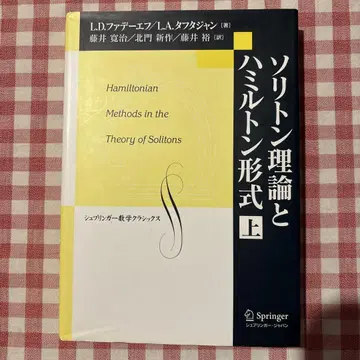 L.D.ファデーエフ/L.A.タフタジャン [著]
藤井 寛治/北門 新作/藤井 裕 [訳]
Hamiltonian
Methods in the
Theory of Solitons
シュプリンガー数学クラシックス
ソリトン理論と
ハミルトン形式 上
Springer
シュプリンガー・ジャパン